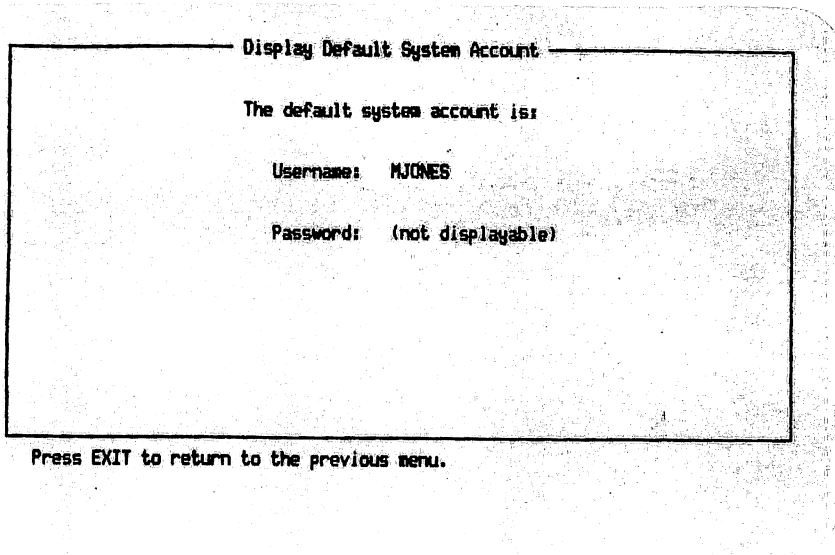 Display Default System Account
The default system account is:
Username: MJONES
Password: (not displayable)
Press EXIT to return to the previous menu.